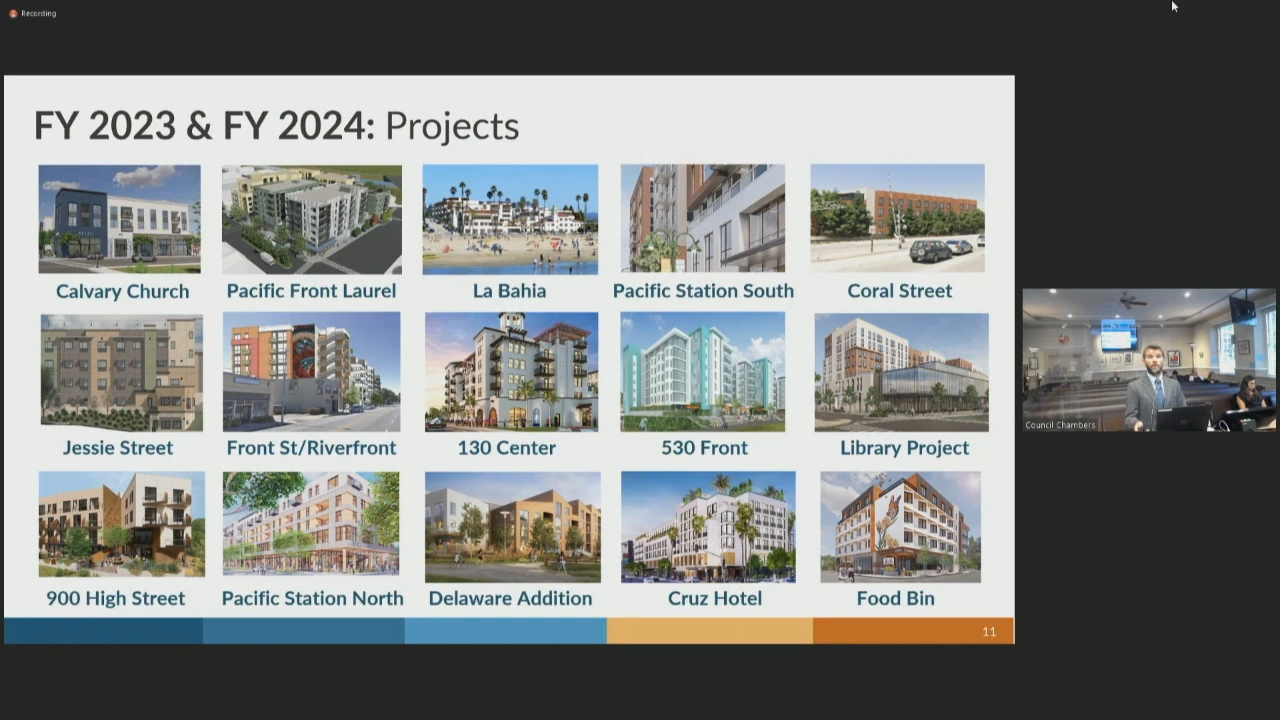 Recording
FY 2023 & FY 2024: Projects
Calvary Church
Pacific Front Laurel
La Bahia
Pacific Station South
Coral Street
Jessie Street
Front St/Riverfront
130 Center
530 Front
Library Project
900 High Street
Pacific Station North
Delaware Addition
Cruz Hotel
Food Bin
11
Council Chambers